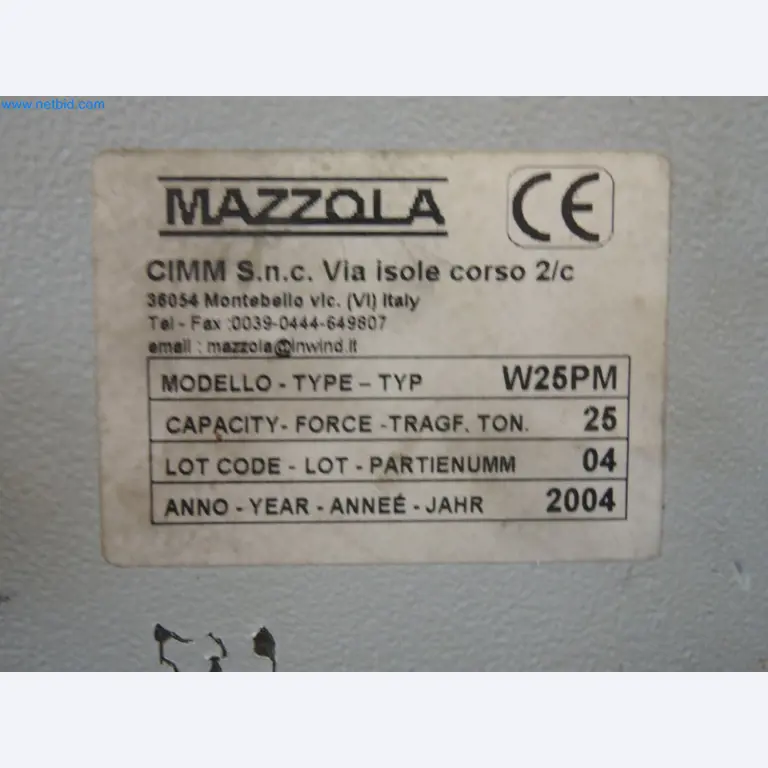 www.netbid.com
MAZZOLA CE
CIMM S.n.c. Via isole corso 2/c
36054 Montebello vic. (VI) Italy
Tel - Fax :0039-0444-649807
email : mazzola@inwind.it
MODELLO - TYPE – TYP W25PM
CAPACITY- FORCE -TRAGF. TON. 25
LOT CODE - LOT - PARTIENUMM 04
ANNO - YEAR - ANNEÉ - JAHR 2004